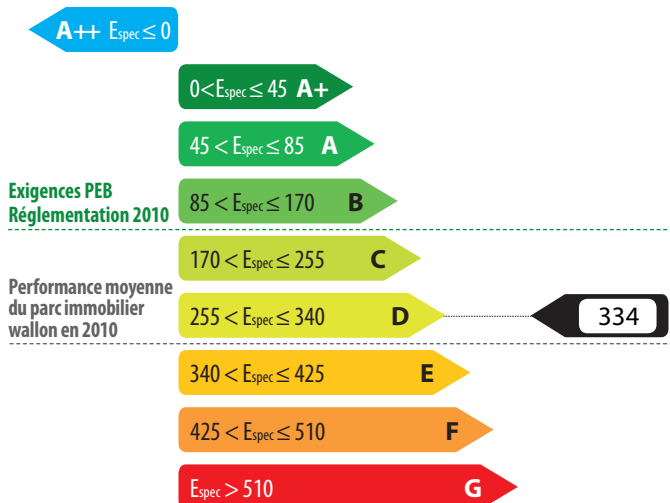 A++ Espec ≤ 0
0<Espec ≤ 45 A+
45 < Espec ≤ 85 A
Exigences PEB
Réglementation 2010
85 < Espec ≤ 170 B
170 < Espec ≤ 255 C
Performance moyenne
du parc immobilier
wallon en 2010
255 < Espec ≤ 340 D
334
340 < Espec ≤ 425 E
425 < Espec ≤ 510 F
Espec > 510 G